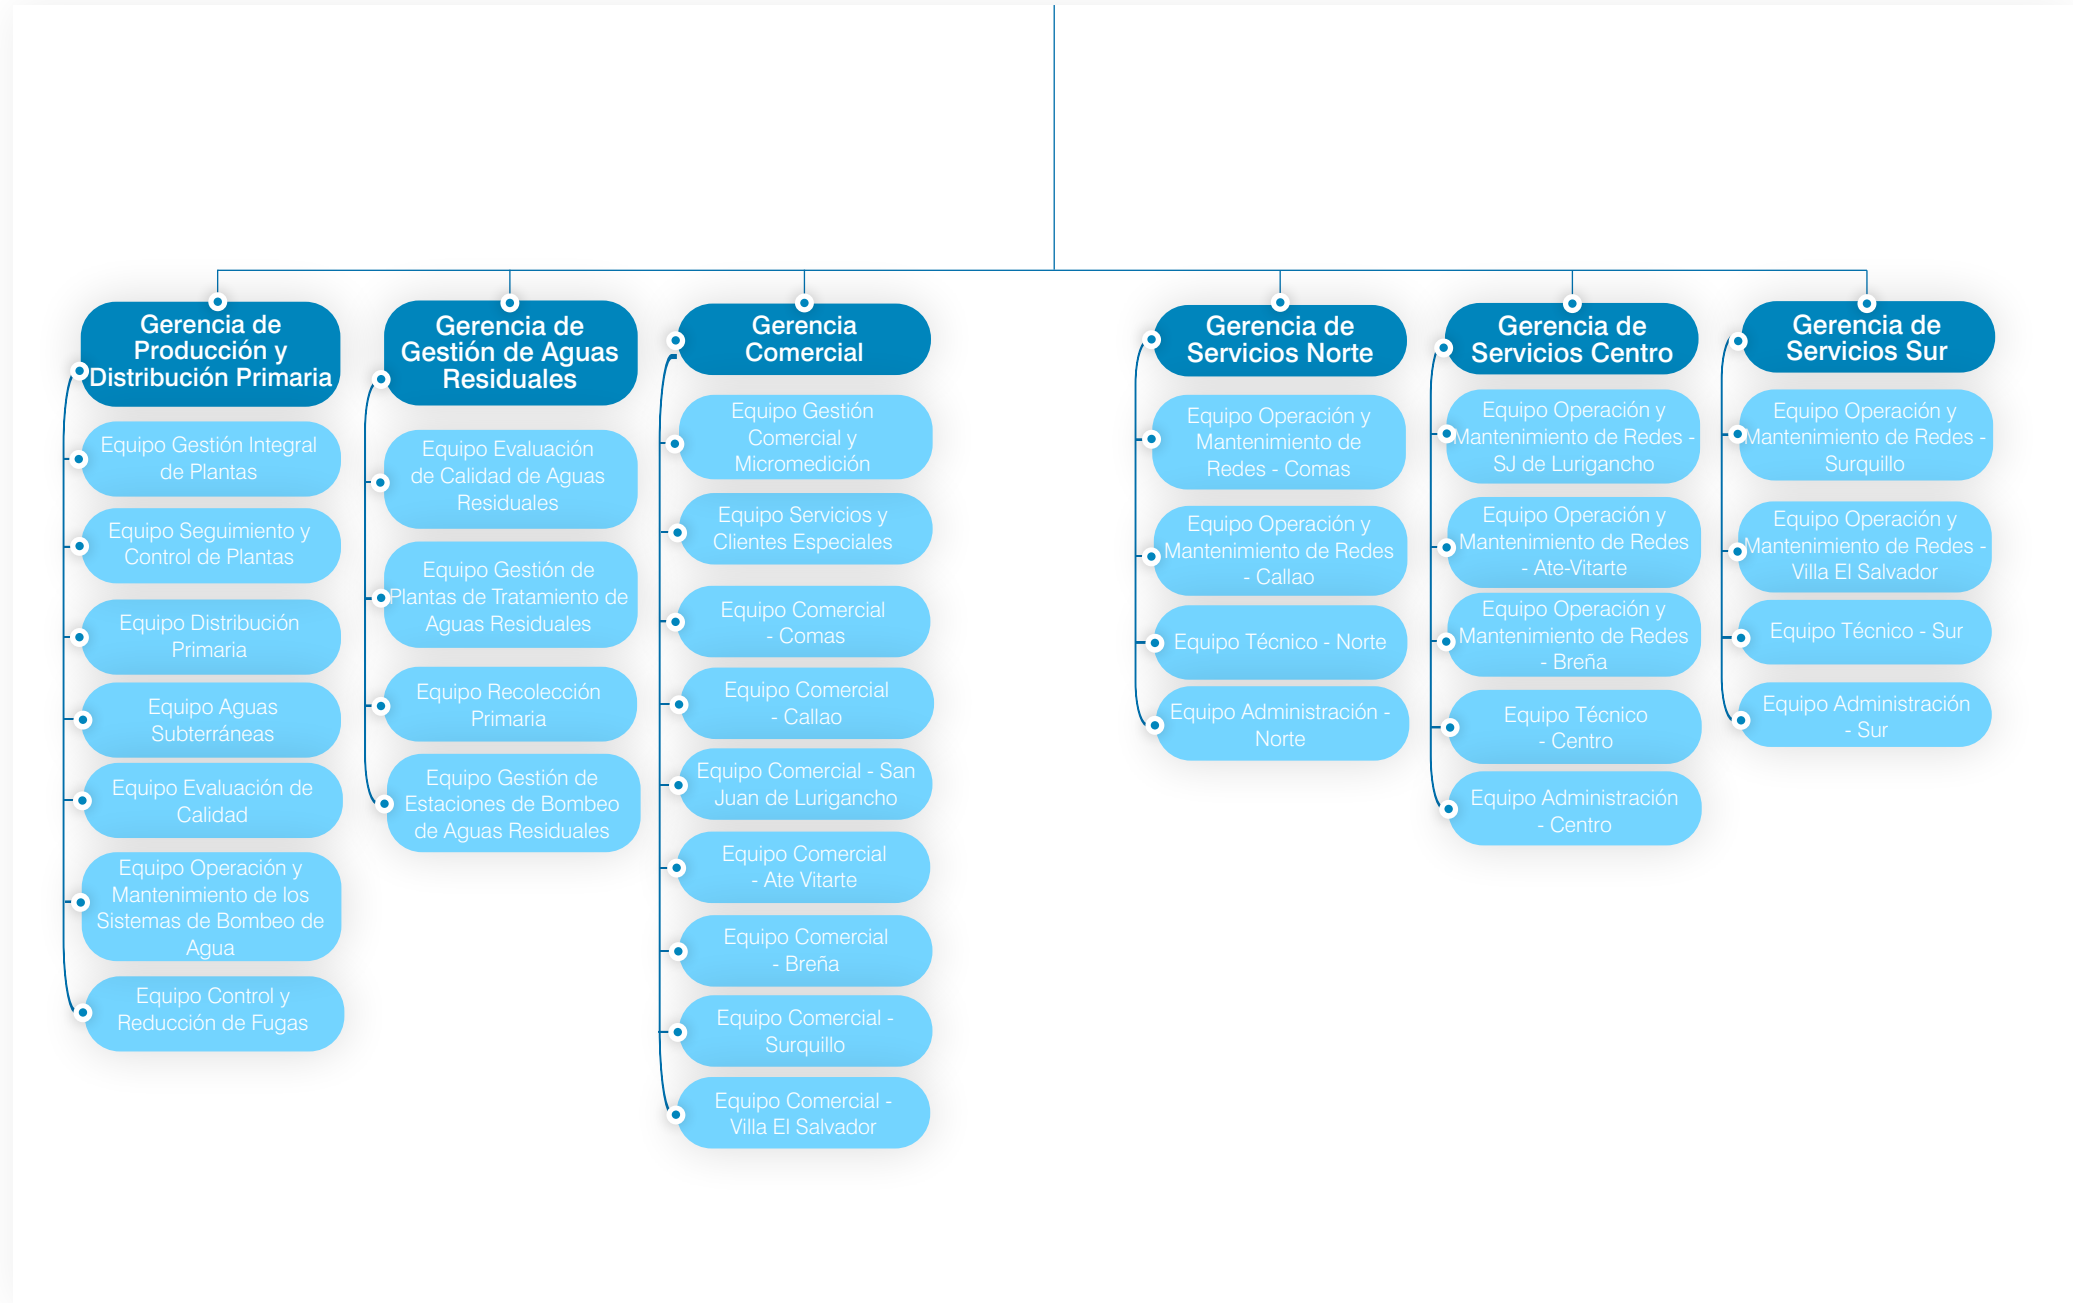 Gerencia de
Producción y
Distribución Primaria
Equipo Gestión Integral
de Plantas
Equipo Seguimiento y
Control de Plantas
Equipo Distribución
Primaria
Equipo Aguas
Subterráneas
Equipo Evaluación de
Calidad
Equipo Operación y
Mantenimiento de los
Sistemas de Bombeo de
Agua
Equipo Control y
Reducción de Fugas
Gerencia de
Gestión de Aguas
Residuales
Equipo Evaluación
de Calidad de Aguas
Residuales
Equipo Gestión de
Plantas de Tratamiento de
Aguas Residuales
Equipo Recolección
Primaria
Equipo Gestión de
Estaciones de Bombeo
de Aguas Residuales
Gerencia
Comercial
Equipo Gestión
Comercial y
Micromedición
Equipo Servicios y
Clientes Especiales
Equipo Comercial
- Comas
Equipo Comercial
- Callao
Equipo Comercial - San
Juan de Lurigancho
Equipo Comercial
- Ate Vitarte
Equipo Comercial
- Breña
Equipo Comercial -
Surquillo
Equipo Comercial -
Villa El Salvador
Gerencia de
Servicios Norte
Equipo Operación y
Mantenimiento de
Redes - Comas
Equipo Operación y
Mantenimiento de Redes
- Callao
Equipo Técnico - Norte
Equipo Administración -
Norte
Gerencia de
Servicios Centro
Equipo Operación y
Mantenimiento de Redes -
SJ de Lurigancho
Equipo Operación y
Mantenimiento de Redes
- Ate-Vitarte
Equipo Operación y
Mantenimiento de Redes
- Breña
Equipo Técnico
- Centro
Equipo Administración
- Centro
Gerencia de
Servicios Sur
Equipo Operación y
Mantenimiento de Redes -
Surquillo
Equipo Operación y
Mantenimiento de Redes -
Villa El Salvador
Equipo Técnico - Sur
Equipo Administración
- Sur